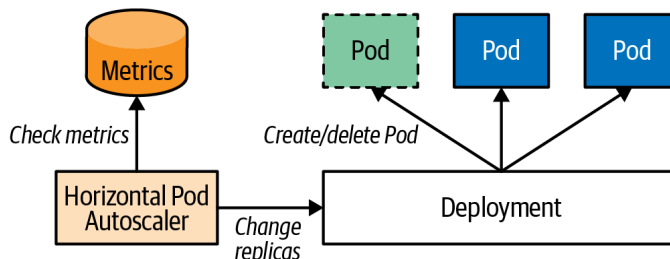 Metrics
Pod
Pod
Pod
Check metrics
Create/delete Pod
Horizontal Pod
Autoscaler
Change
replicas
Deployment